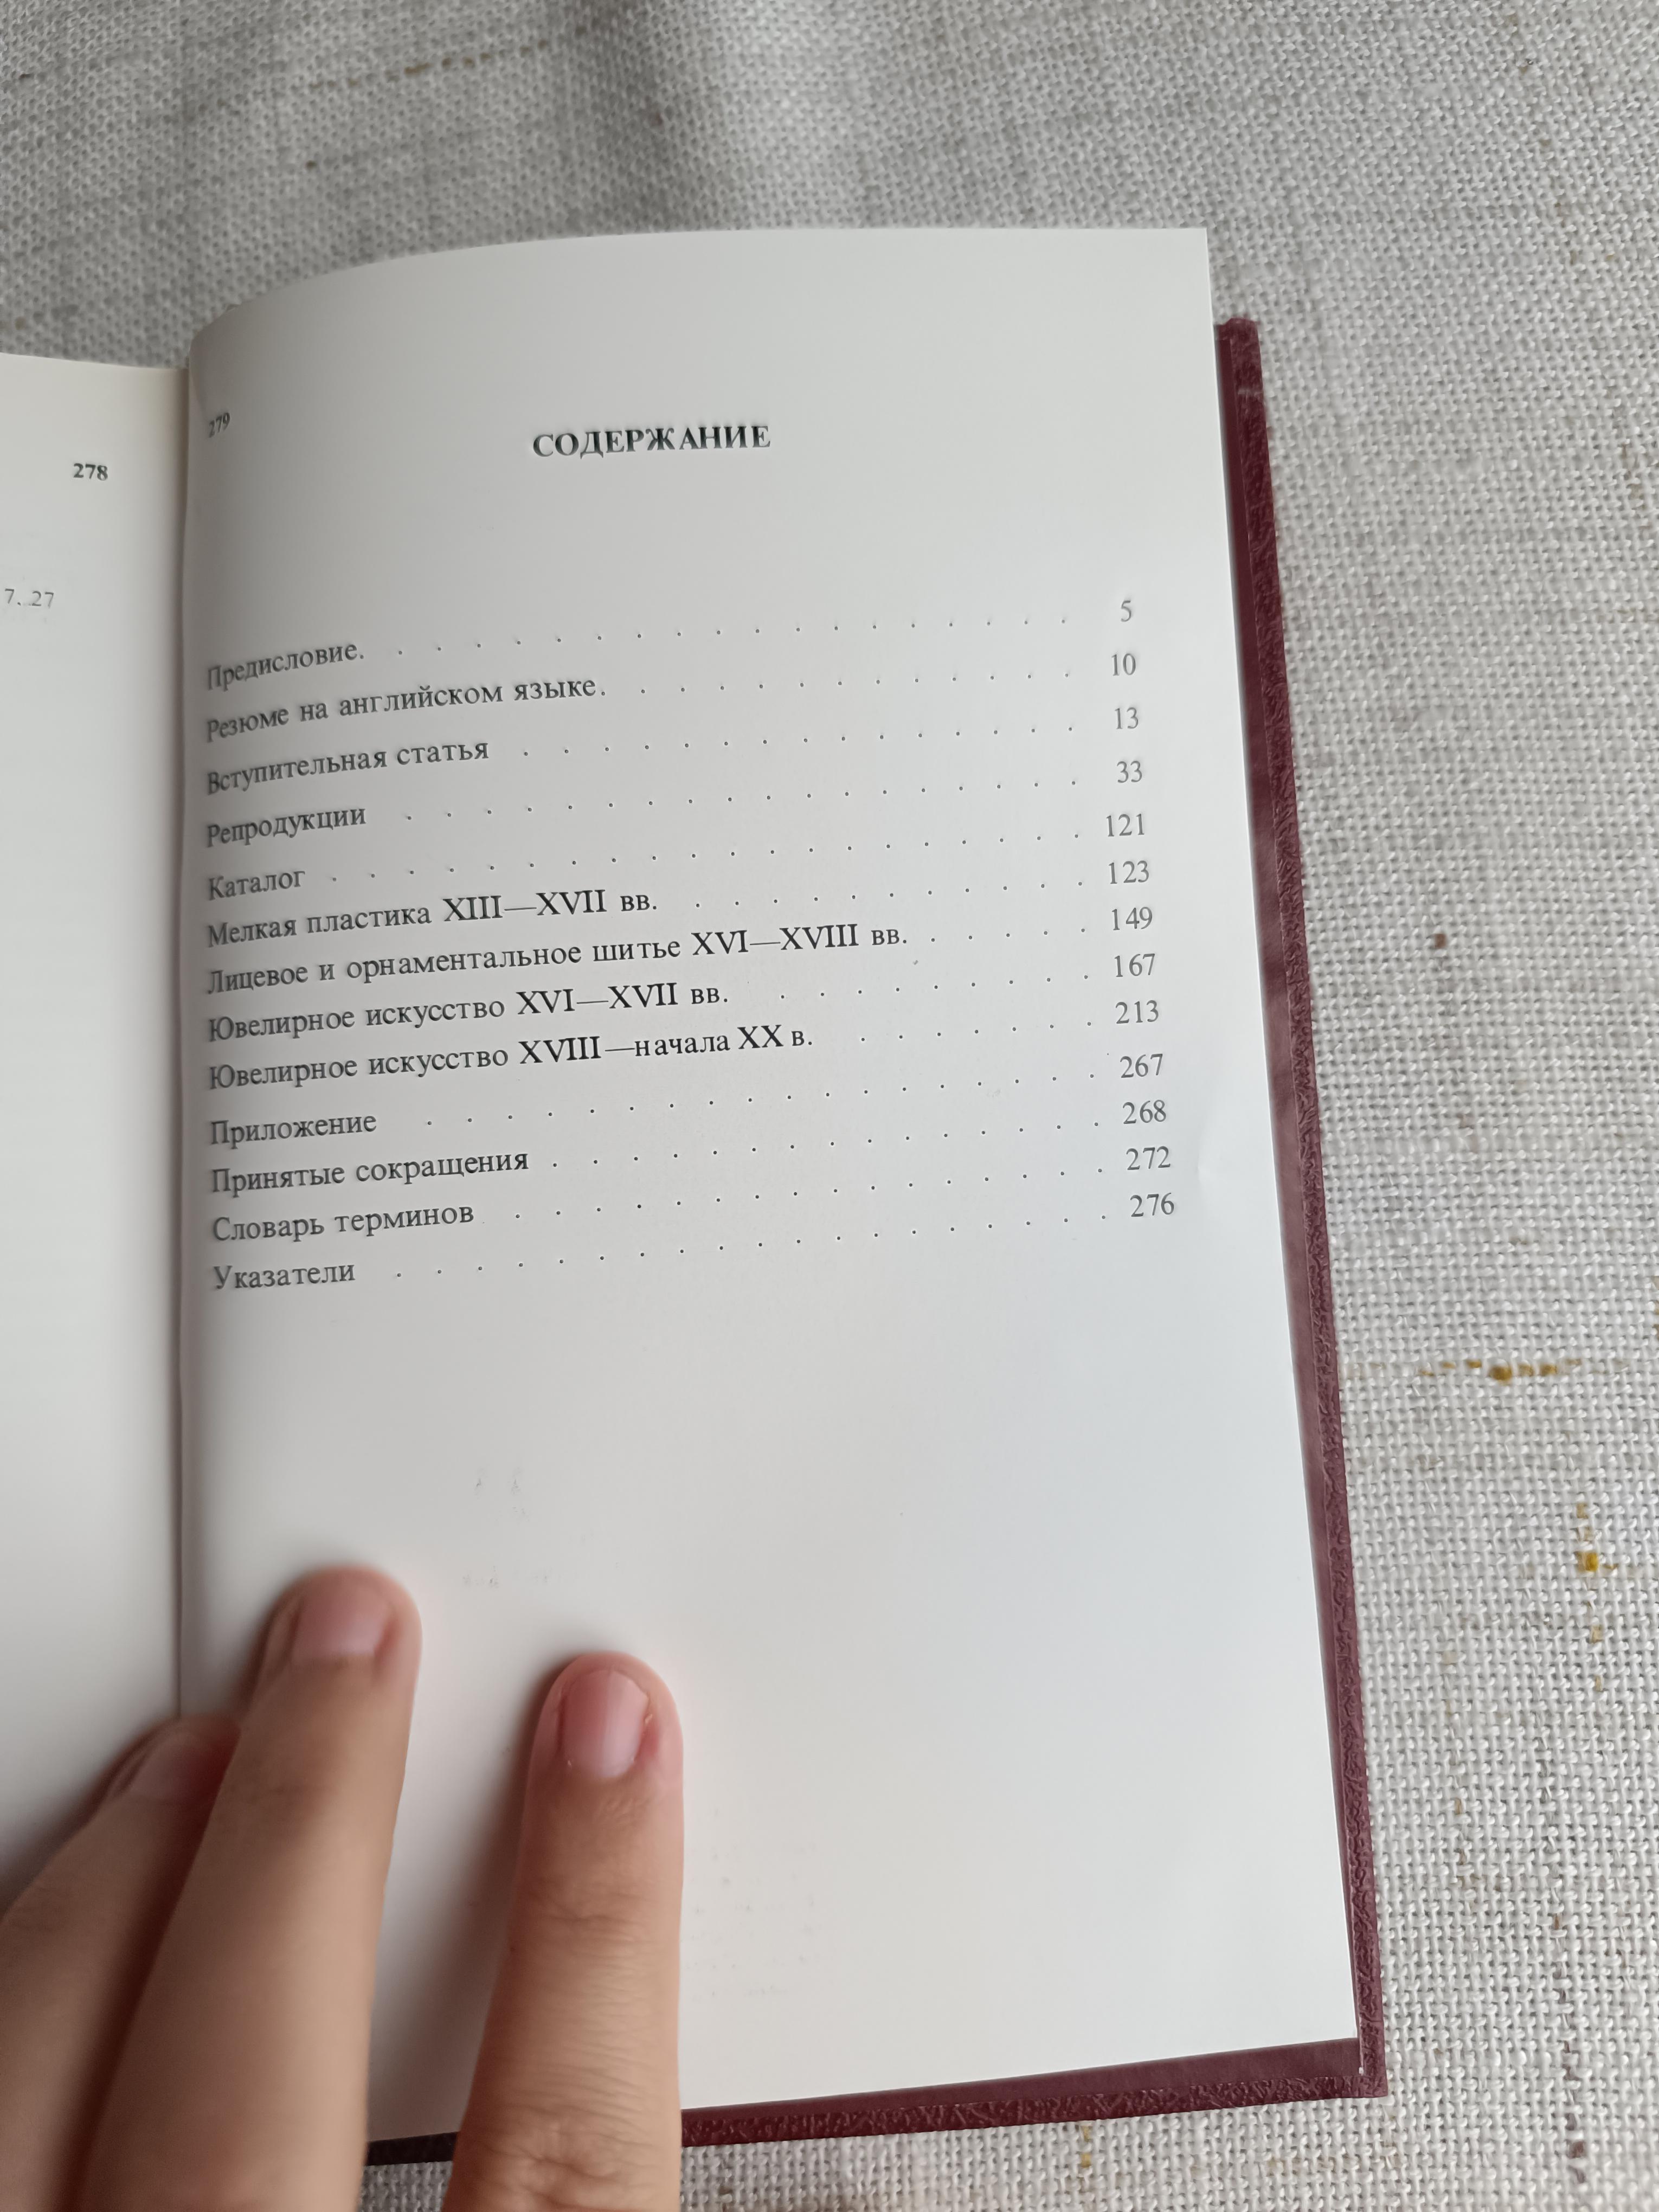 278
7. 27
279
СОДЕРЖАНИЕ
Предисловие. . . . . . . . . . . . . . . . . . . 5
Резюме на английском языке. . . . . . . . . . . . . 10
Вступительная статья . . . . . . . . . . . . . . . 13
Репродукции . . . . . . . . . . . . . . . . . . 33
Каталог . . . . . . . . . . . . . . . . . . . . 121
Мелкая пластика XIII—XVII вв. . . . . . . . . . . . 123
Лицевое и орнаментальное шитье XVI—XVIII вв. . . . . . 149
Ювелирное искусство XVI—XVII вв. . . . . . . . . . 167
Ювелирное искусство XVIII—начала XX в. . . . . . . . 213
Приложение . . . . . . . . . . . . . . . . . . 267
Принятые сокращения . . . . . . . . . . . . . . . 268
Словарь терминов . . . . . . . . . . . . . . . . 272
Указатели . . . . . . . . . . . . . . . . . . . 276